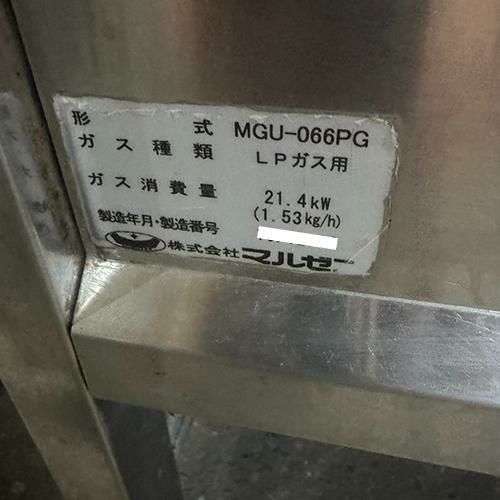 形 式 MGU-066PG
ガス種類 LPガス用
ガス消費量 21.4kW
(1.53kg/h)
製造年月・製造番号
株式会社マルゼン